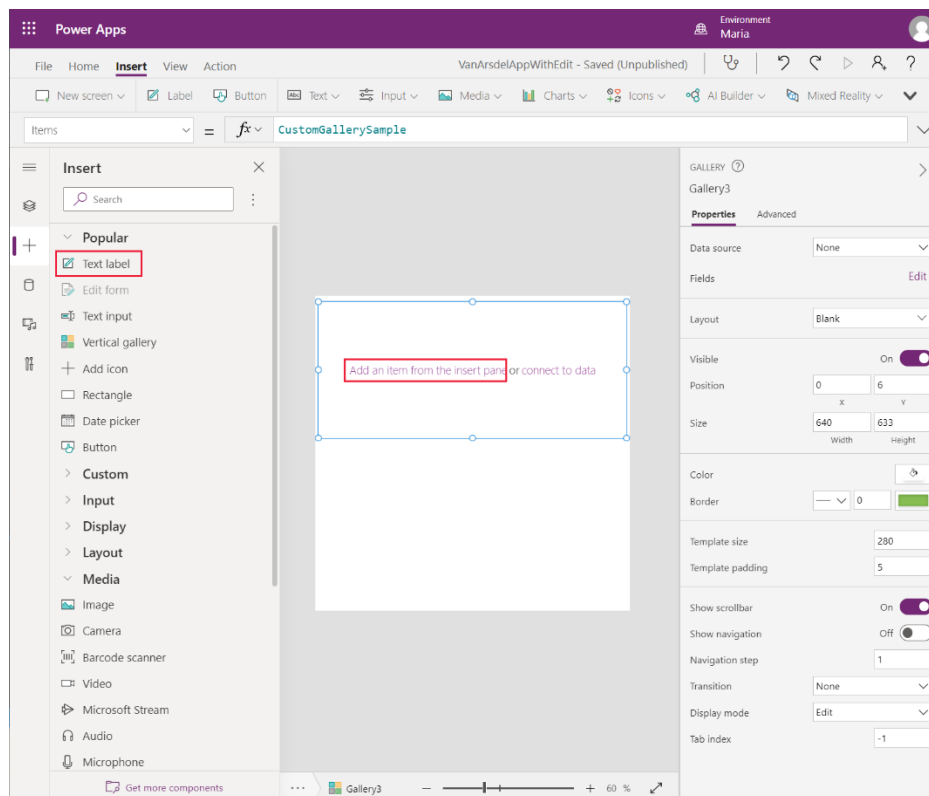 Power Apps
Environment
Maria
File Home Insert View Action
VanArsdelAppWithEdit - Saved (Unpublished)
?
New screen Label Button Abc Text Input Media Charts Icons AI Builder Mixed Reality
Items = fx CustomGallerySample
Insert
Search
Popular
Text label
Edit form
Text input
Vertical gallery
Add icon
Rectangle
Date picker
Button
Custom
Input
Display
Layout
Media
Image
Camera
Barcode scanner
Video
Microsoft Stream
Audio
Microphone
Get more components
Add an item from the insert pane or connect to data
... Gallery3 − + 60 %
GALLERY ?
Gallery3
Properties Advanced
Data source None
Fields Edit
Layout Blank
Visible On
Position 0 6
X Y
Size 640 633
Width Height
Color
Border 0
Template size 280
Template padding 5
Show scrollbar On
Show navigation Off
Navigation step 1
Transition None
Display mode Edit
Tab index -1